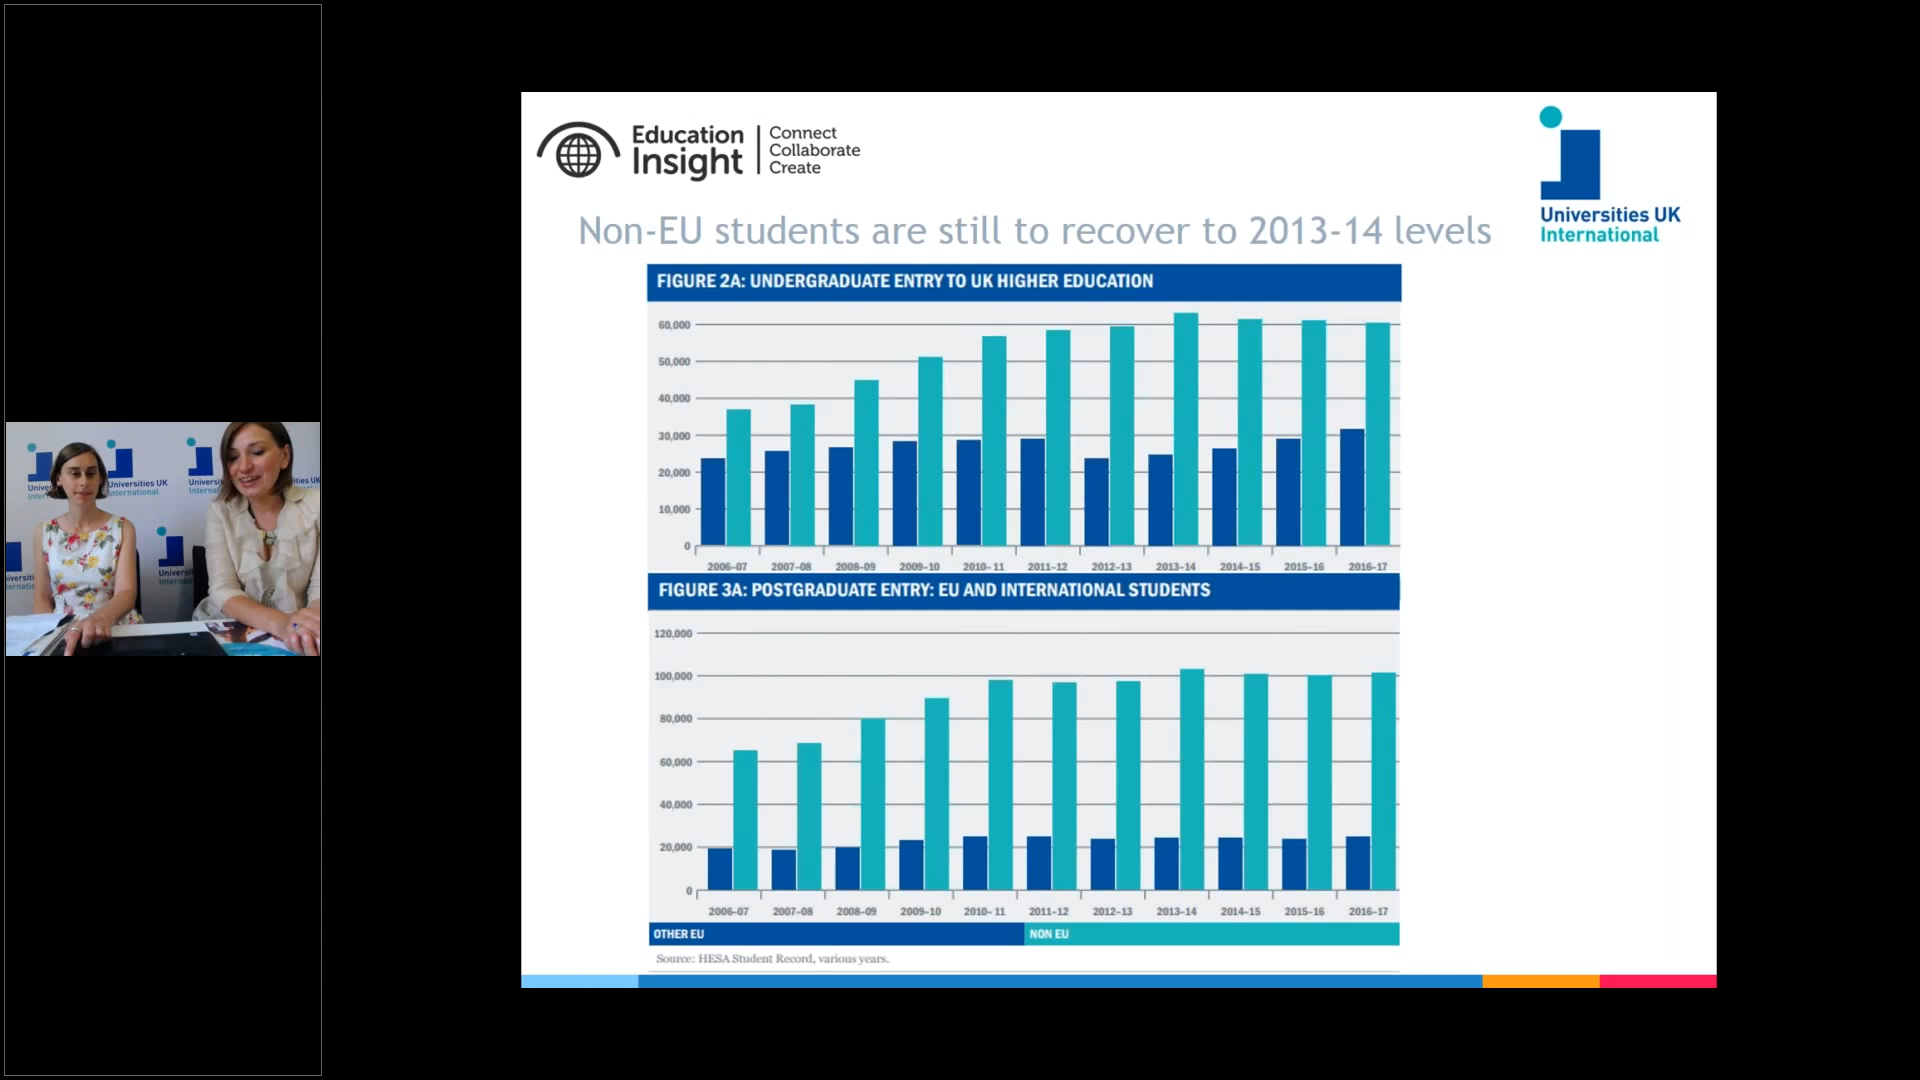 Education
Insight
Connect
Collaborate
Create
Universities UK
International
Non-EU students are still to recover to 2013-14 levels
FIGURE 2A: UNDERGRADUATE ENTRY TO UK HIGHER EDUCATION
60,000
50,000
40,000
30,000
20,000
10,000
0
2006–07 2007–08 2008–09 2009–10 2010– 11 2011–12 2012–13 2013–14 2014–15 2015–16 2016–17
FIGURE 3A: POSTGRADUATE ENTRY: EU AND INTERNATIONAL STUDENTS
120,000
100,000
80,000
60,000
40,000
20,000
0
2006–07 2007–08 2008–09 2009–10 2010– 11 2011–12 2012–13 2013–14 2014–15 2015–16 2016–17
OTHER EU NON EU
Source: HESA Student Record, various years.
Universities UK
International